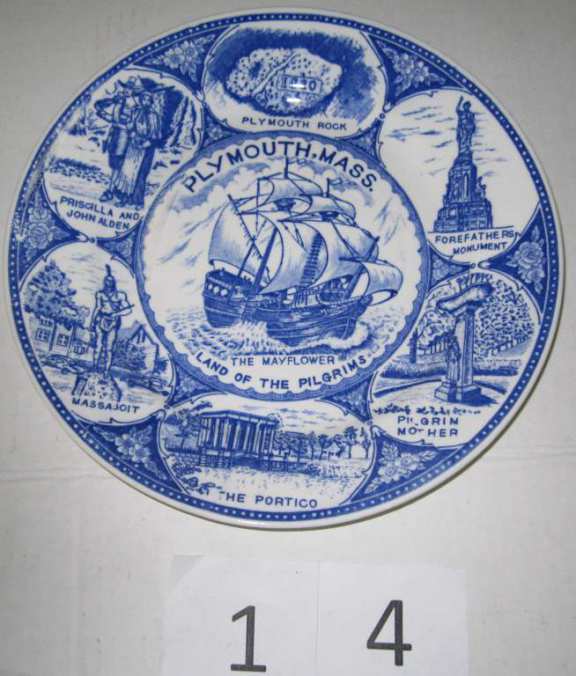 1620
PLYMOUTH ROCK
PLYMOUTH, MASS.
PRISCILLA AND
JOHN ALDEN
FOREFATHERS
MONUMENT
THE MAYFLOWER
LAND OF THE PILGRIMS
MASSAJOIT
PILGRIM
MOTHER
THE PORTICO
1 4